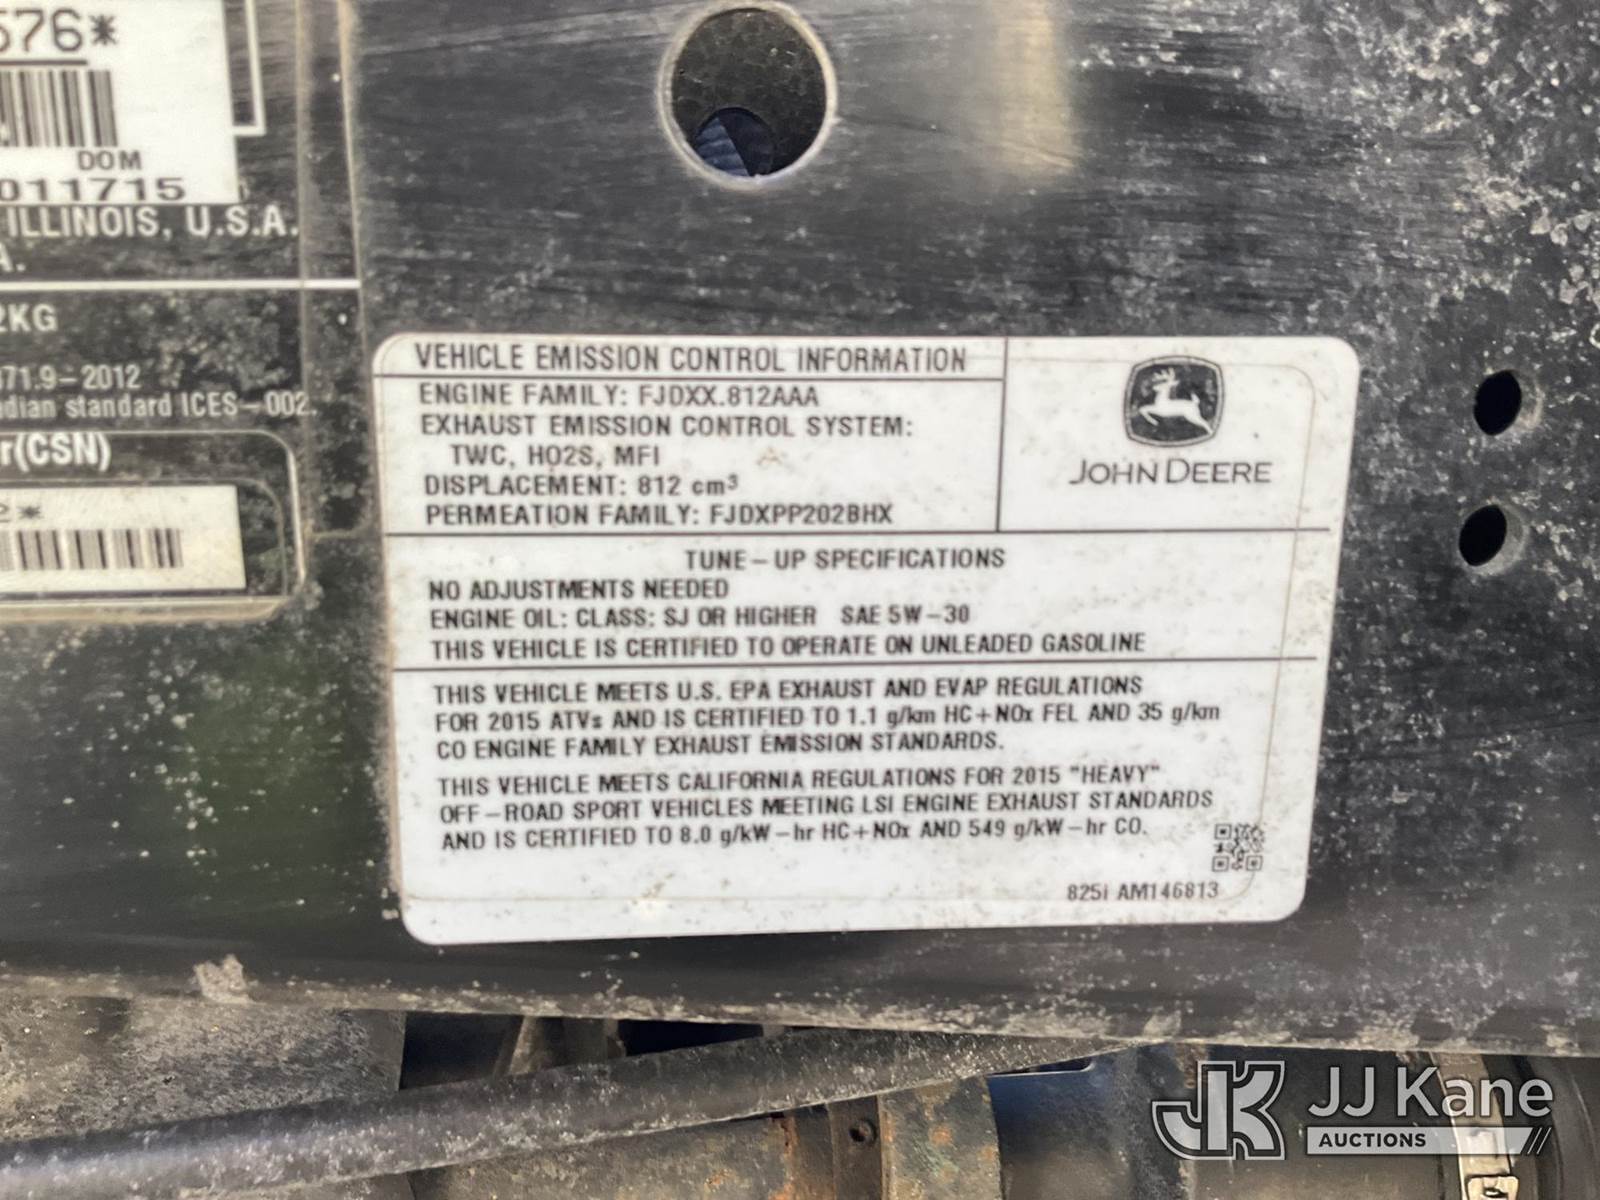 576*
DOM
011715
ILLINOIS, U.S.A.
A.
2KG
71.9-2012
dian standard ICES-002.
r(CSN)
2*
VEHICLE EMISSION CONTROL INFORMATION
ENGINE FAMILY: FJDXX.812AAA
EXHAUST EMISSION CONTROL SYSTEM:
TWC, HO2S, MFI
DISPLACEMENT: 812 cm³
PERMEATION FAMILY: FJDXPP202BHX
JOHN DEERE
TUNE-UP SPECIFICATIONS
NO ADJUSTMENTS NEEDED
ENGINE OIL: CLASS: SJ OR HIGHER SAE 5W-30
THIS VEHICLE IS CERTIFIED TO OPERATE ON UNLEADED GASOLINE
THIS VEHICLE MEETS U.S. EPA EXHAUST AND EVAP REGULATIONS
FOR 2015 ATVs AND IS CERTIFIED TO 1.1 g/km HC+NOx FEL AND 35 g/km
CO ENGINE FAMILY EXHAUST EMISSION STANDARDS.
THIS VEHICLE MEETS CALIFORNIA REGULATIONS FOR 2015 "HEAVY"
OFF-ROAD SPORT VEHICLES MEETING LSI ENGINE EXHAUST STANDARDS
AND IS CERTIFIED TO 8.0 g/kW-hr HC+NOx AND 549 g/kW-hr CO.
825I AM146813
JK JJ Kane
AUCTIONS